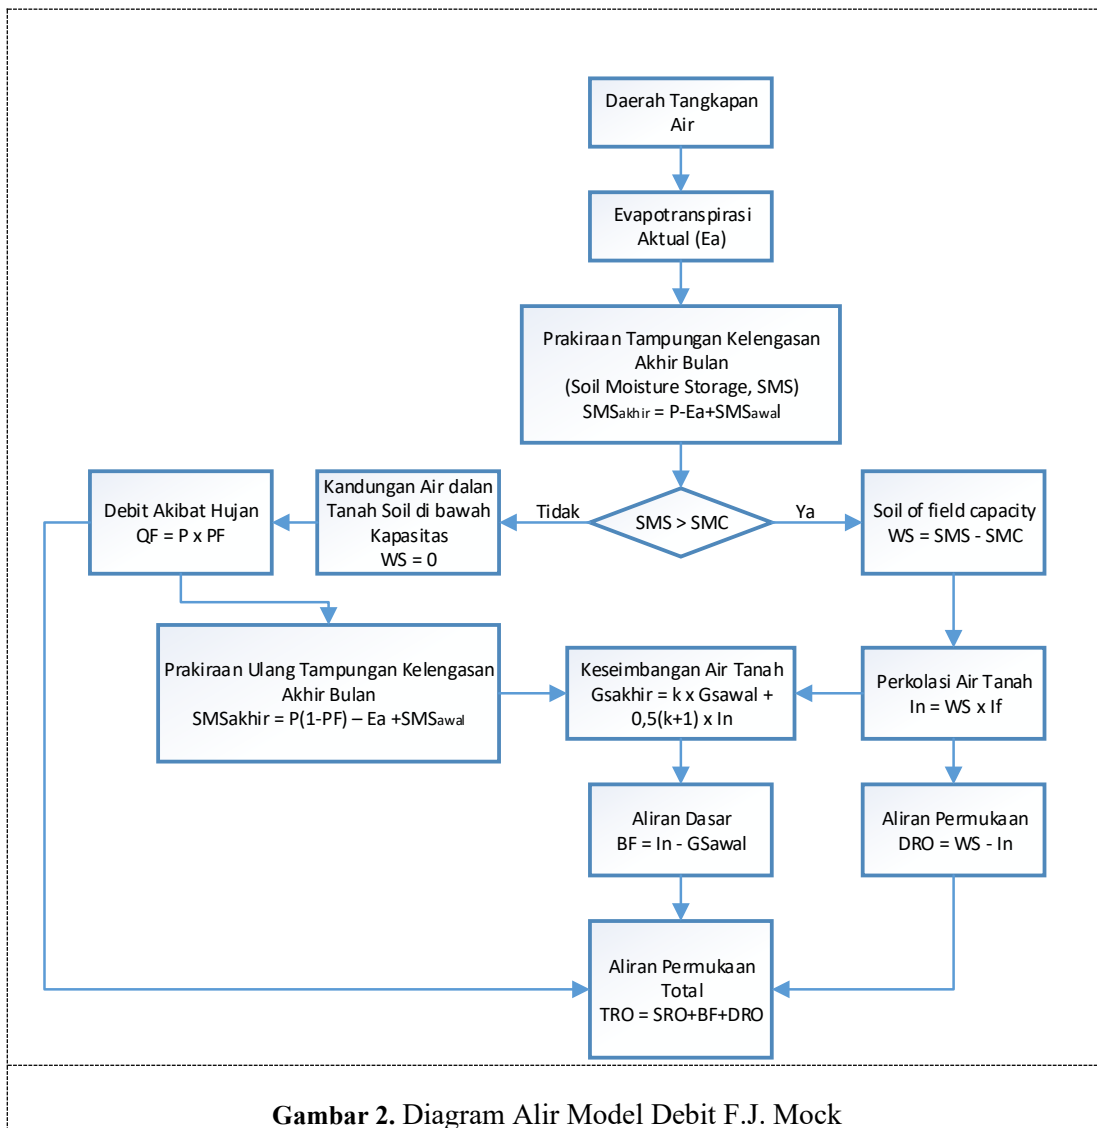 Daerah Tangkapan
Air
Evapotranspirasi
Aktual (Ea)
Prakiraan Tampungan Kelengasan
Akhir Bulan
(Soil Moisture Storage, SMS)
SMSakhir = P-Ea+SMSawal
SMS > SMC
Tidak
Ya
Kandungan Air dalan
Tanah Soil di bawah
Kapasitas
WS = 0
Debit Akibat Hujan
QF = P x PF
Soil of field capacity
WS = SMS - SMC
Prakiraan Ulang Tampungan Kelengasan
Akhir Bulan
SMSakhir = P(1-PF) – Ea +SMSawal
Keseimbangan Air Tanah
Gsakhir = k x Gsawal +
0,5(k+1) x In
Perkolasi Air Tanah
In = WS x If
Aliran Dasar
BF = In - GSawal
Aliran Permukaan
DRO = WS - In
Aliran Permukaan
Total
TRO = SRO+BF+DRO
Gambar 2. Diagram Alir Model Debit F.J. Mock